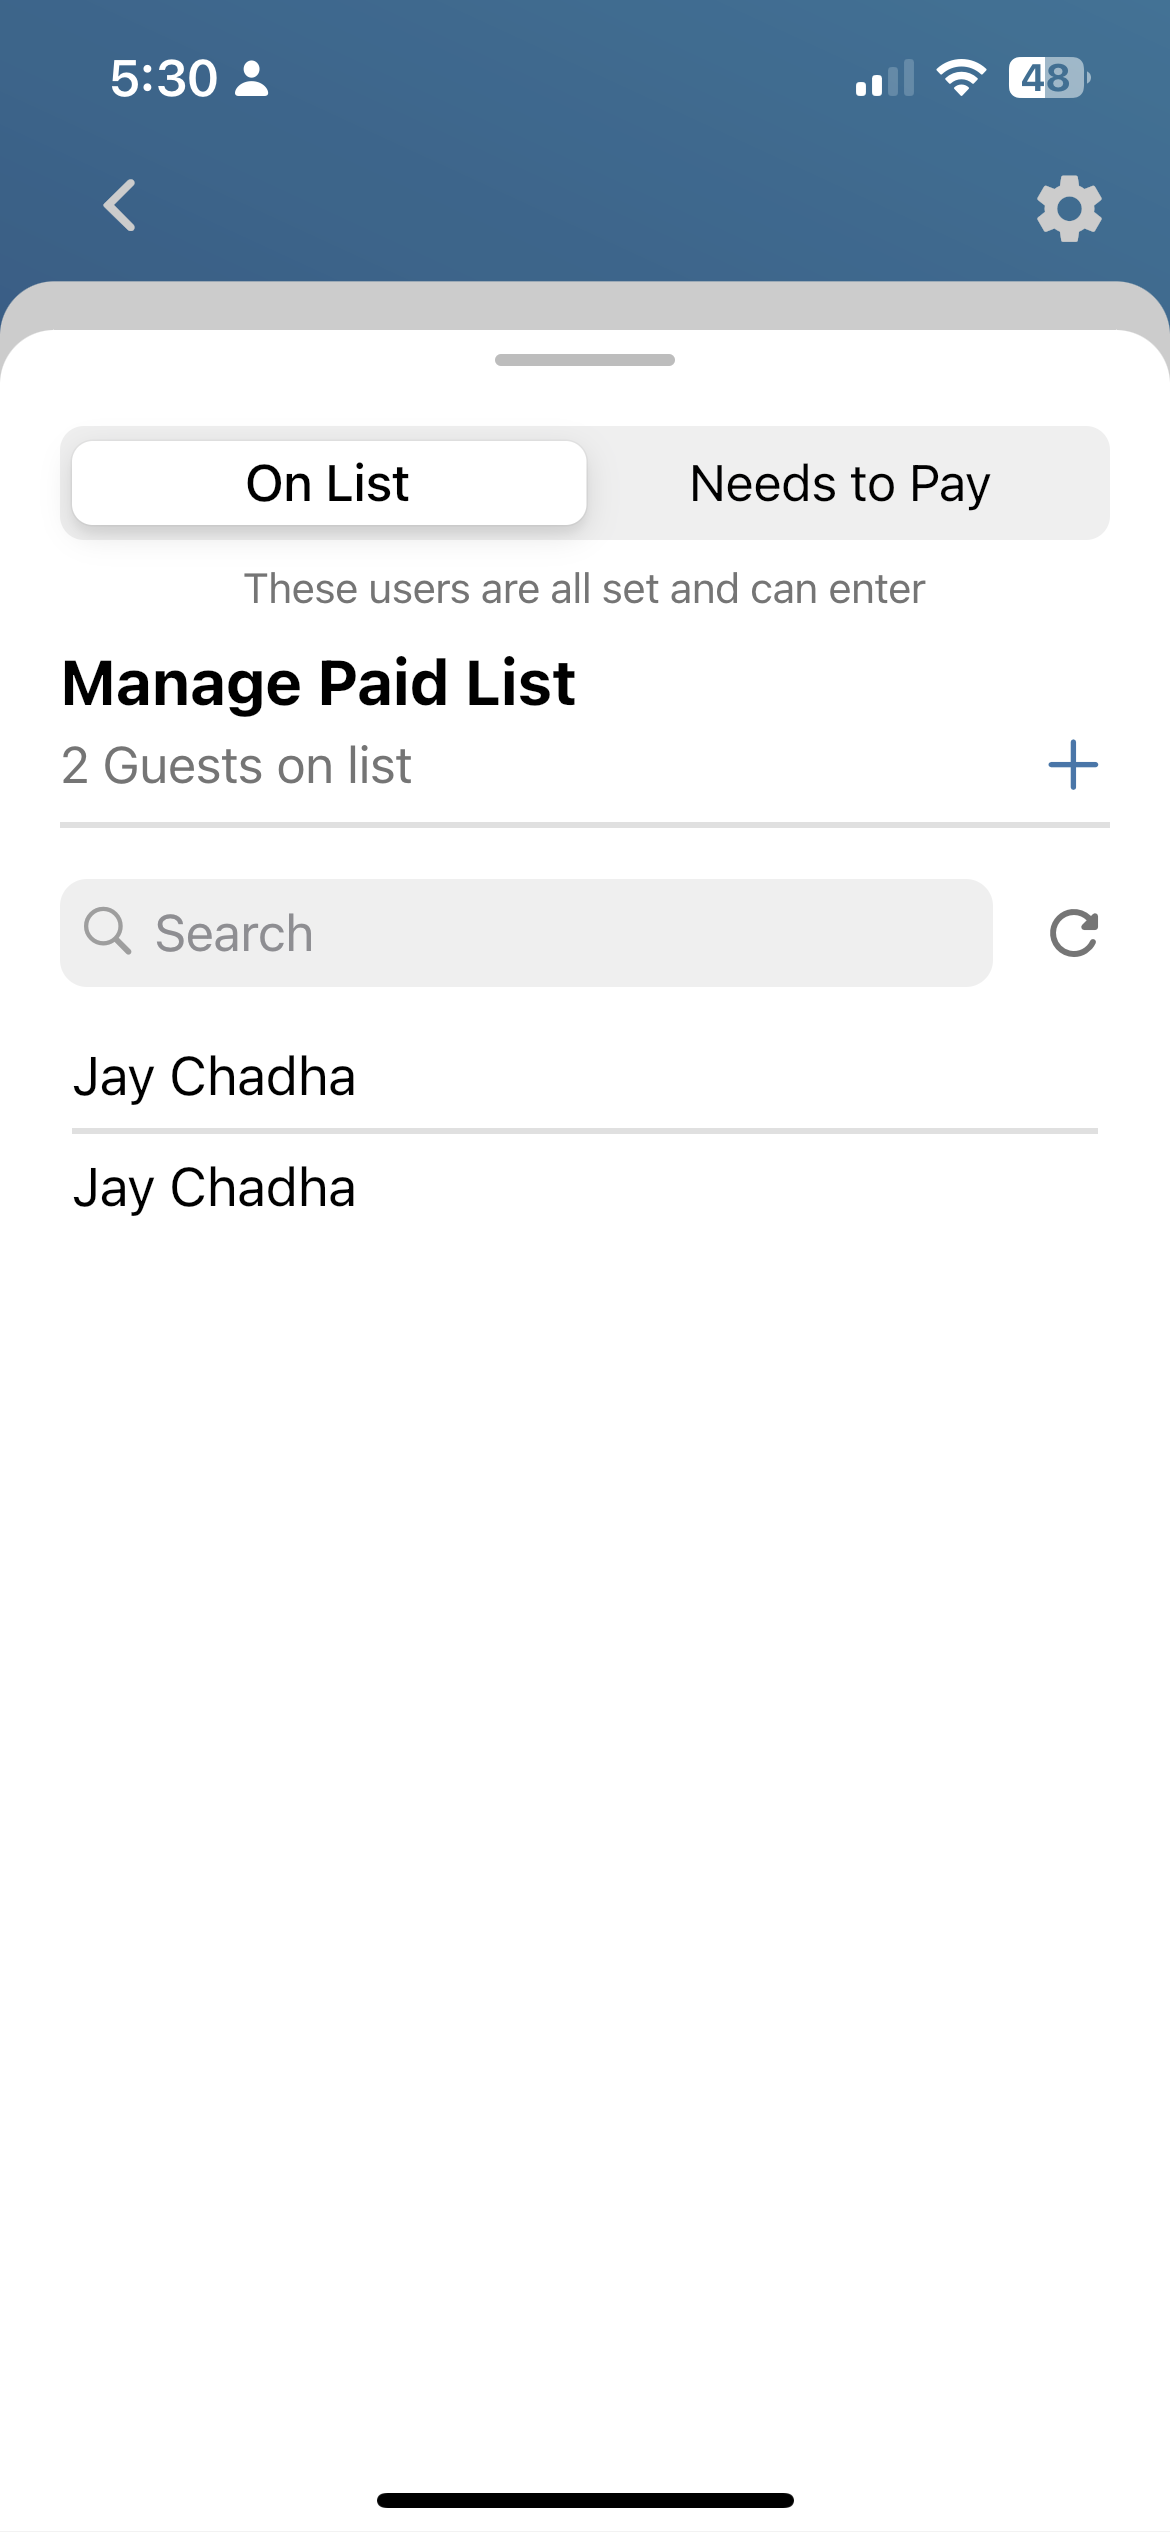 5:30
48
On List
Needs to Pay
These users are all set and can enter
Manage Paid List
2 Guests on list
Search
Jay Chadha
Jay Chadha